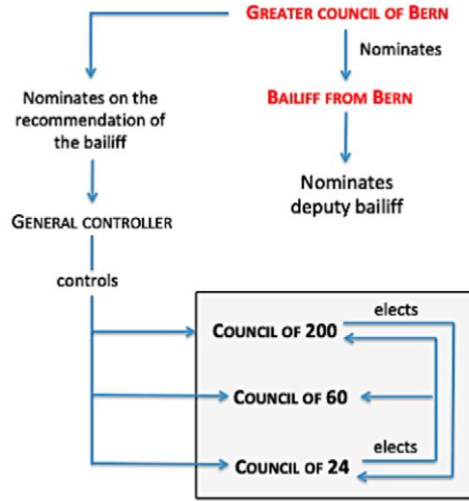 GREATER COUNCIL OF BERN
Nominates
BAILIFF FROM BERN
Nominates
deputy bailiff
Nominates on the
recommendation of
the bailiff
GENERAL CONTROLLER
controls
elects
COUNCIL OF 200
COUNCIL OF 60
elects
COUNCIL OF 24